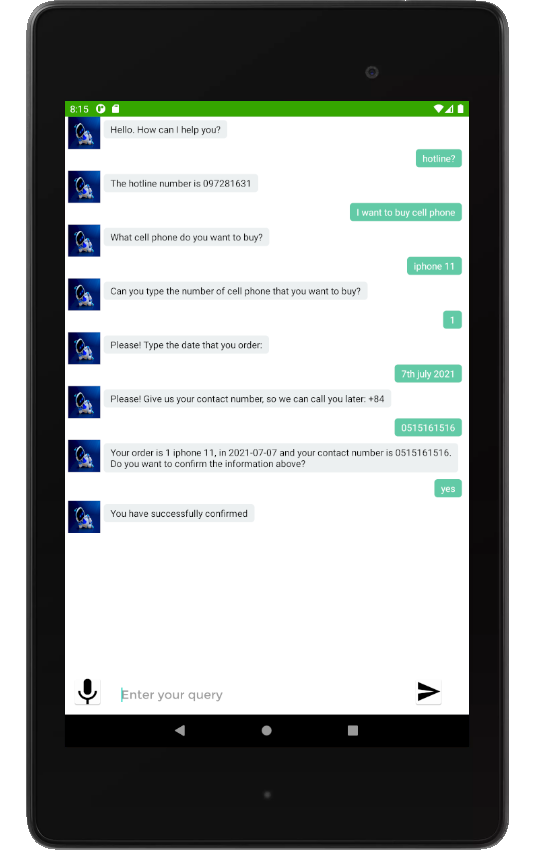 8:15
Hello. How can I help you?
hotline?
The hotline number is 097281631
I want to buy cell phone
What cell phone do you want to buy?
iphone 11
Can you type the number of cell phone that you want to buy?
1
Please! Type the date that you order:
7th july 2021
Please! Give us your contact number, so we can call you later: +84
0515161516
Your order is 1 iphone 11, in 2021-07-07 and your contact number is 0515161516.
Do you want to confirm the information above?
yes
You have successfully confirmed
Enter your query